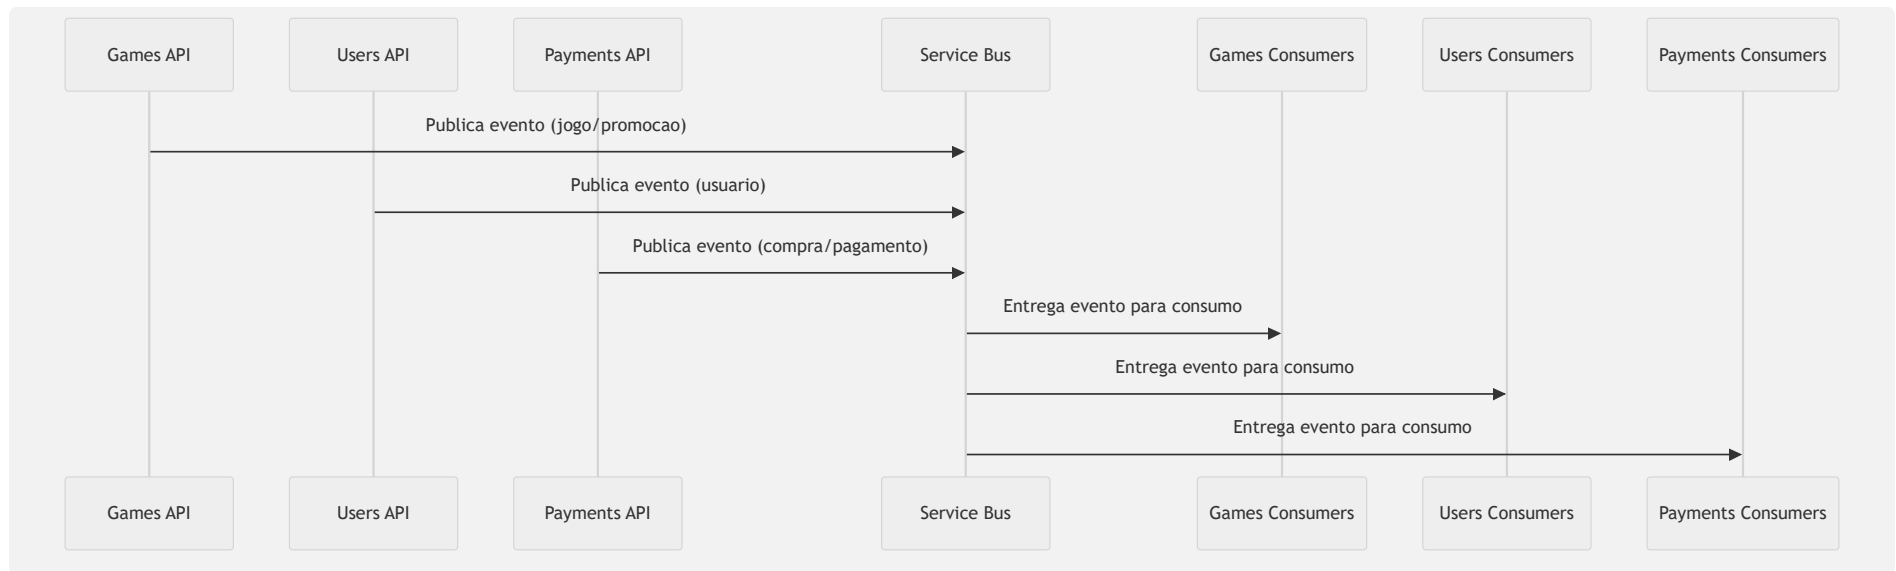 Games API
Users API
Payments API
Service Bus
Games Consumers
Users Consumers
Payments Consumers
Publica evento (jogo/promocao)
Publica evento (usuario)
Publica evento (compra/pagamento)
Entrega evento para consumo
Entrega evento para consumo
Entrega evento para consumo
Games API
Users API
Payments API
Service Bus
Games Consumers
Users Consumers
Payments Consumers